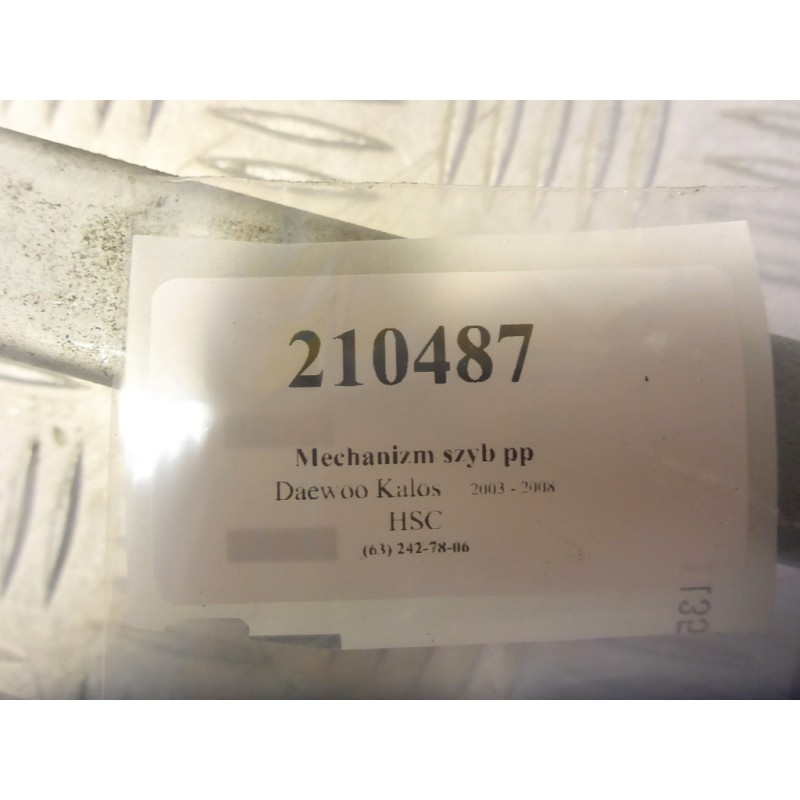 210487
Mechanizm szyb pp
Daewoo Kalos 2003 - 2008
HSC
(63) 242-78-06